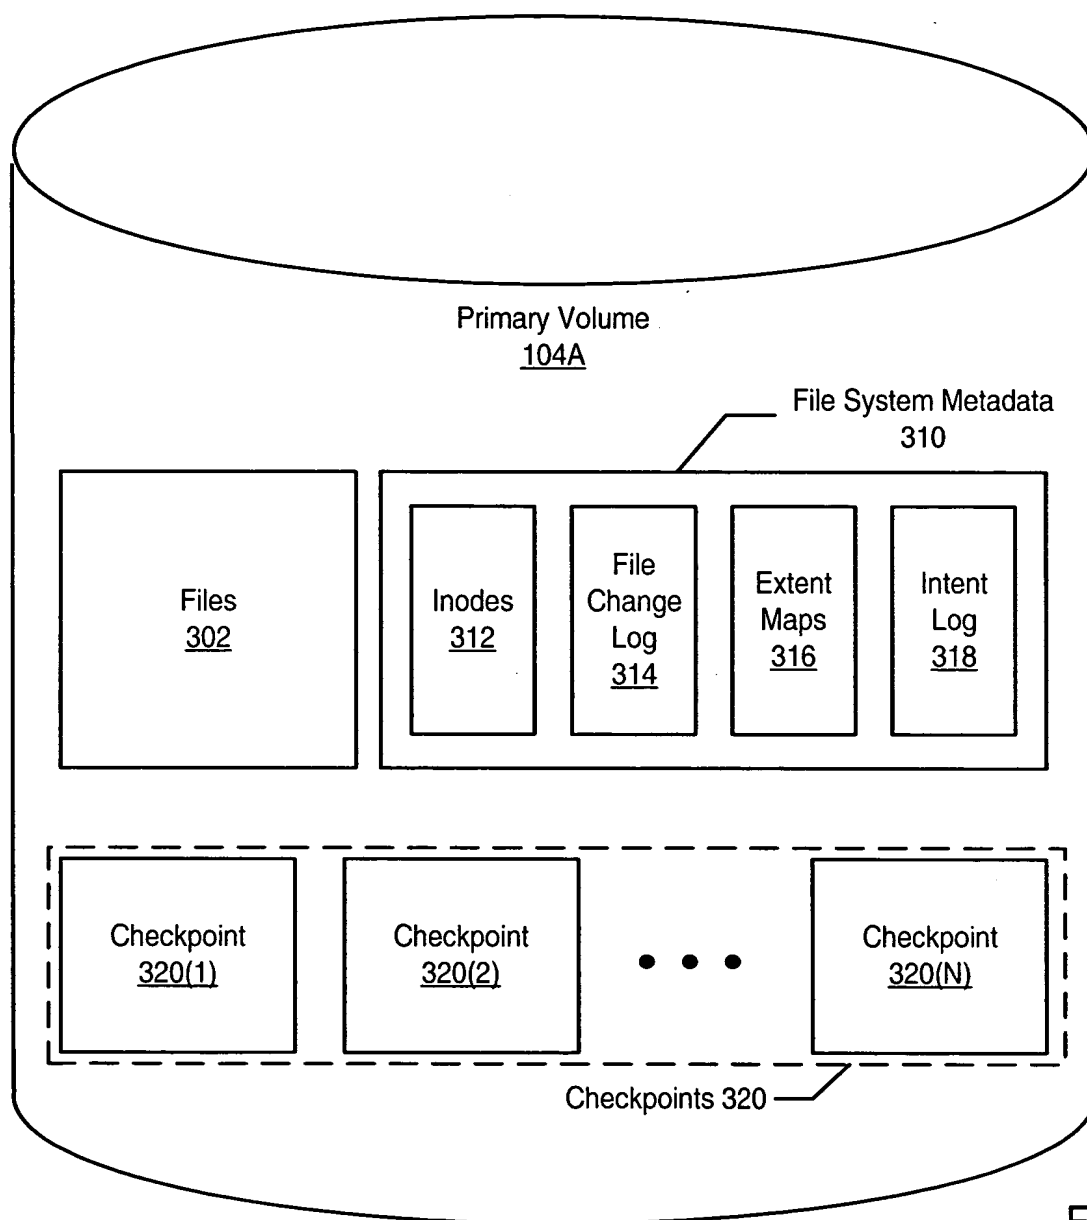 Primary Volume
104A
File System Metadata
310
Files
302
Inodes
312
File
Change
Log
314
Extent
Maps
316
Intent
Log
318
Checkpoint
320(1)
Checkpoint
320(2)
Checkpoint
320(N)
Checkpoints 320